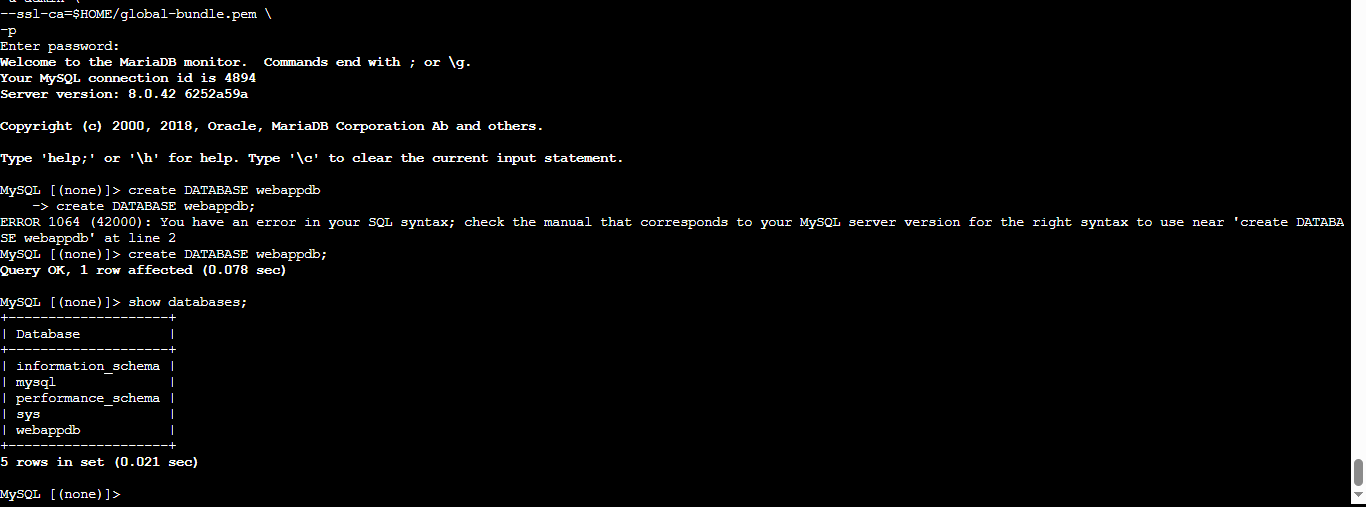 --ssl-ca=$HOME/global-bundle.pem \
-p
Enter password:
Welcome to the MariaDB monitor.  Commands end with ; or \g.
Your MySQL connection id is 4894
Server version: 8.0.42 6252a59a

Copyright (c) 2000, 2018, Oracle, MariaDB Corporation Ab and others.

Type 'help;' or '\h' for help. Type '\c' to clear the current input statement.

MySQL [(none)]> create DATABASE webappdb
    -> create DATABASE webappdb;
ERROR 1064 (42000): You have an error in your SQL syntax; check the manual that corresponds to your MySQL server version for the right syntax to use near 'create DATABA
SE webappdb' at line 2
MySQL [(none)]> create DATABASE webappdb;
Query OK, 1 row affected (0.078 sec)

MySQL [(none)]> show databases;
+--------------------+
| Database           |
+--------------------+
| information_schema |
| mysql              |
| performance_schema |
| sys                |
| webappdb           |
+--------------------+
5 rows in set (0.021 sec)

MySQL [(none)]>